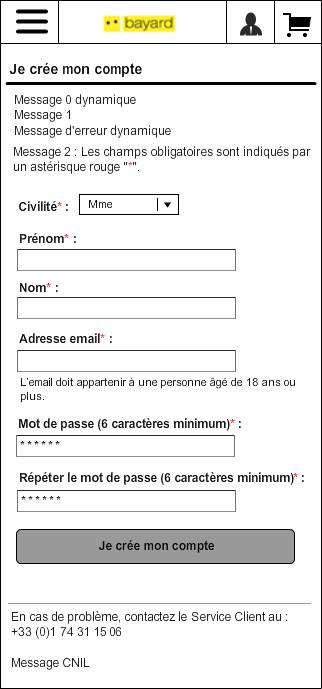 bayard
Je crée mon compte
Message 0 dynamique
Message 1
Message d'erreur dynamique
Message 2 : Les champs obligatoires sont indiqués par
un astérisque rouge "*".
Civilité* : Mme
Prénom* :
Nom* :
Adresse email* :
L'email doit appartenir à une personne âgé de 18 ans ou
plus.
Mot de passe (6 caractères minimum)* :
******
Répéter le mot de passe (6 caractères minimum)* :
******
Je crée mon compte
En cas de problème, contactez le Service Client au :
+33 (0)1 74 31 15 06
Message CNIL